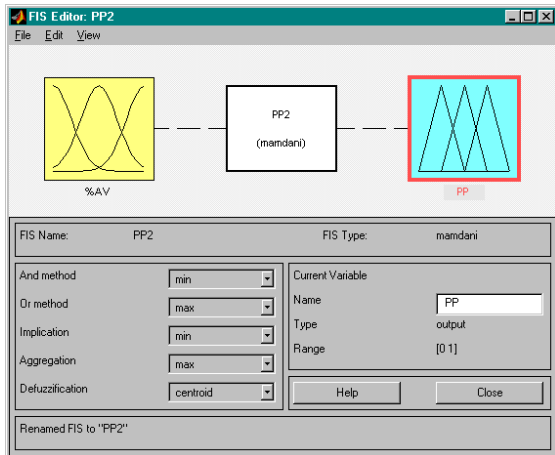 FIS Editor: PP2
File Edit View
PP2
(mamdani)
%AV
PP
FIS Name: PP2 FIS Type: mamdani
And method min
Or method max
Implication min
Aggregation max
Defuzzification centroid
Current Variable
Name PP
Type output
Range [0 1]
Help Close
Renamed FIS to "PP2"